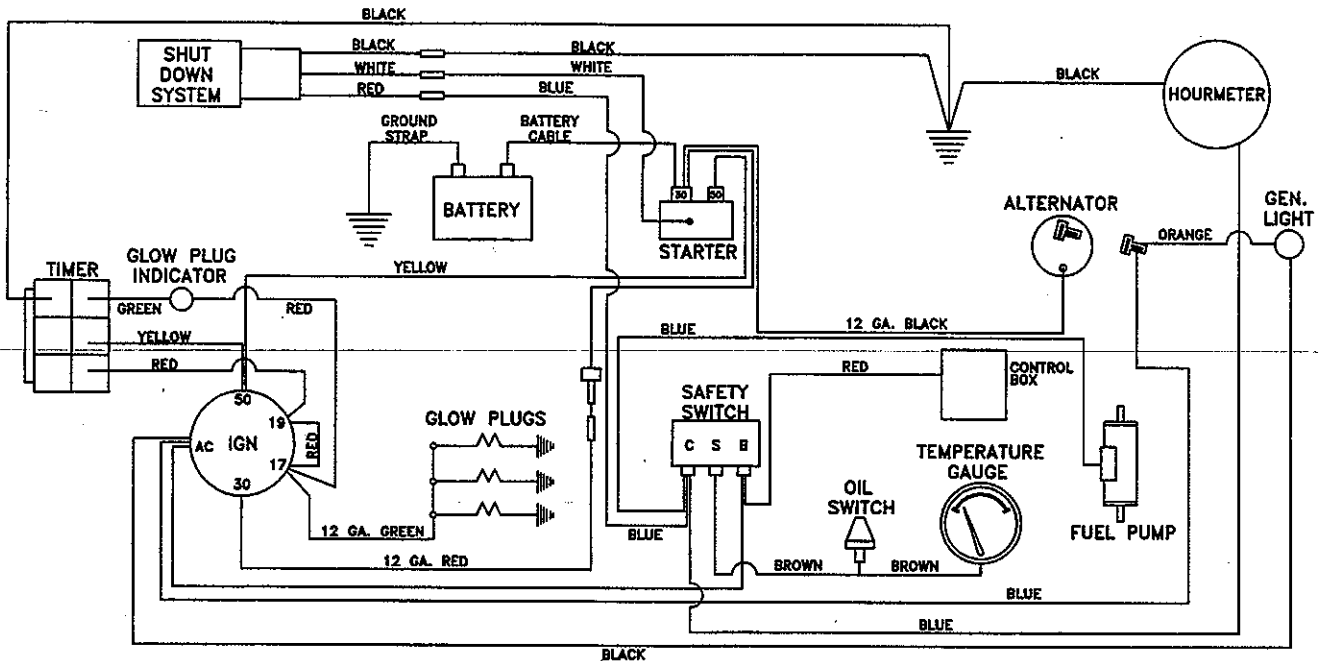 BLACK
SHUT
DOWN
SYSTEM
BLACK
BLACK
WHITE
WHITE
RED
BLUE
BLACK
HOURMETER
GROUND
STRAP
BATTERY
CABLE
BATTERY
30
50
STARTER
ALTERNATOR
GEN.
LIGHT
ORANGE
TIMER
GLOW PLUG
INDICATOR
YELLOW
GREEN
RED
YELLOW
RED
12 GA. BLACK
BLUE
RED
CONTROL
BOX
SAFETY
SWITCH
C S B
50
19
AC
IGN
RED
17
30
GLOW PLUGS
TEMPERATURE
GAUGE
OIL
SWITCH
FUEL PUMP
12 GA. GREEN
BLUE
12 GA. RED
BROWN
BROWN
BLUE
BLUE
BLACK